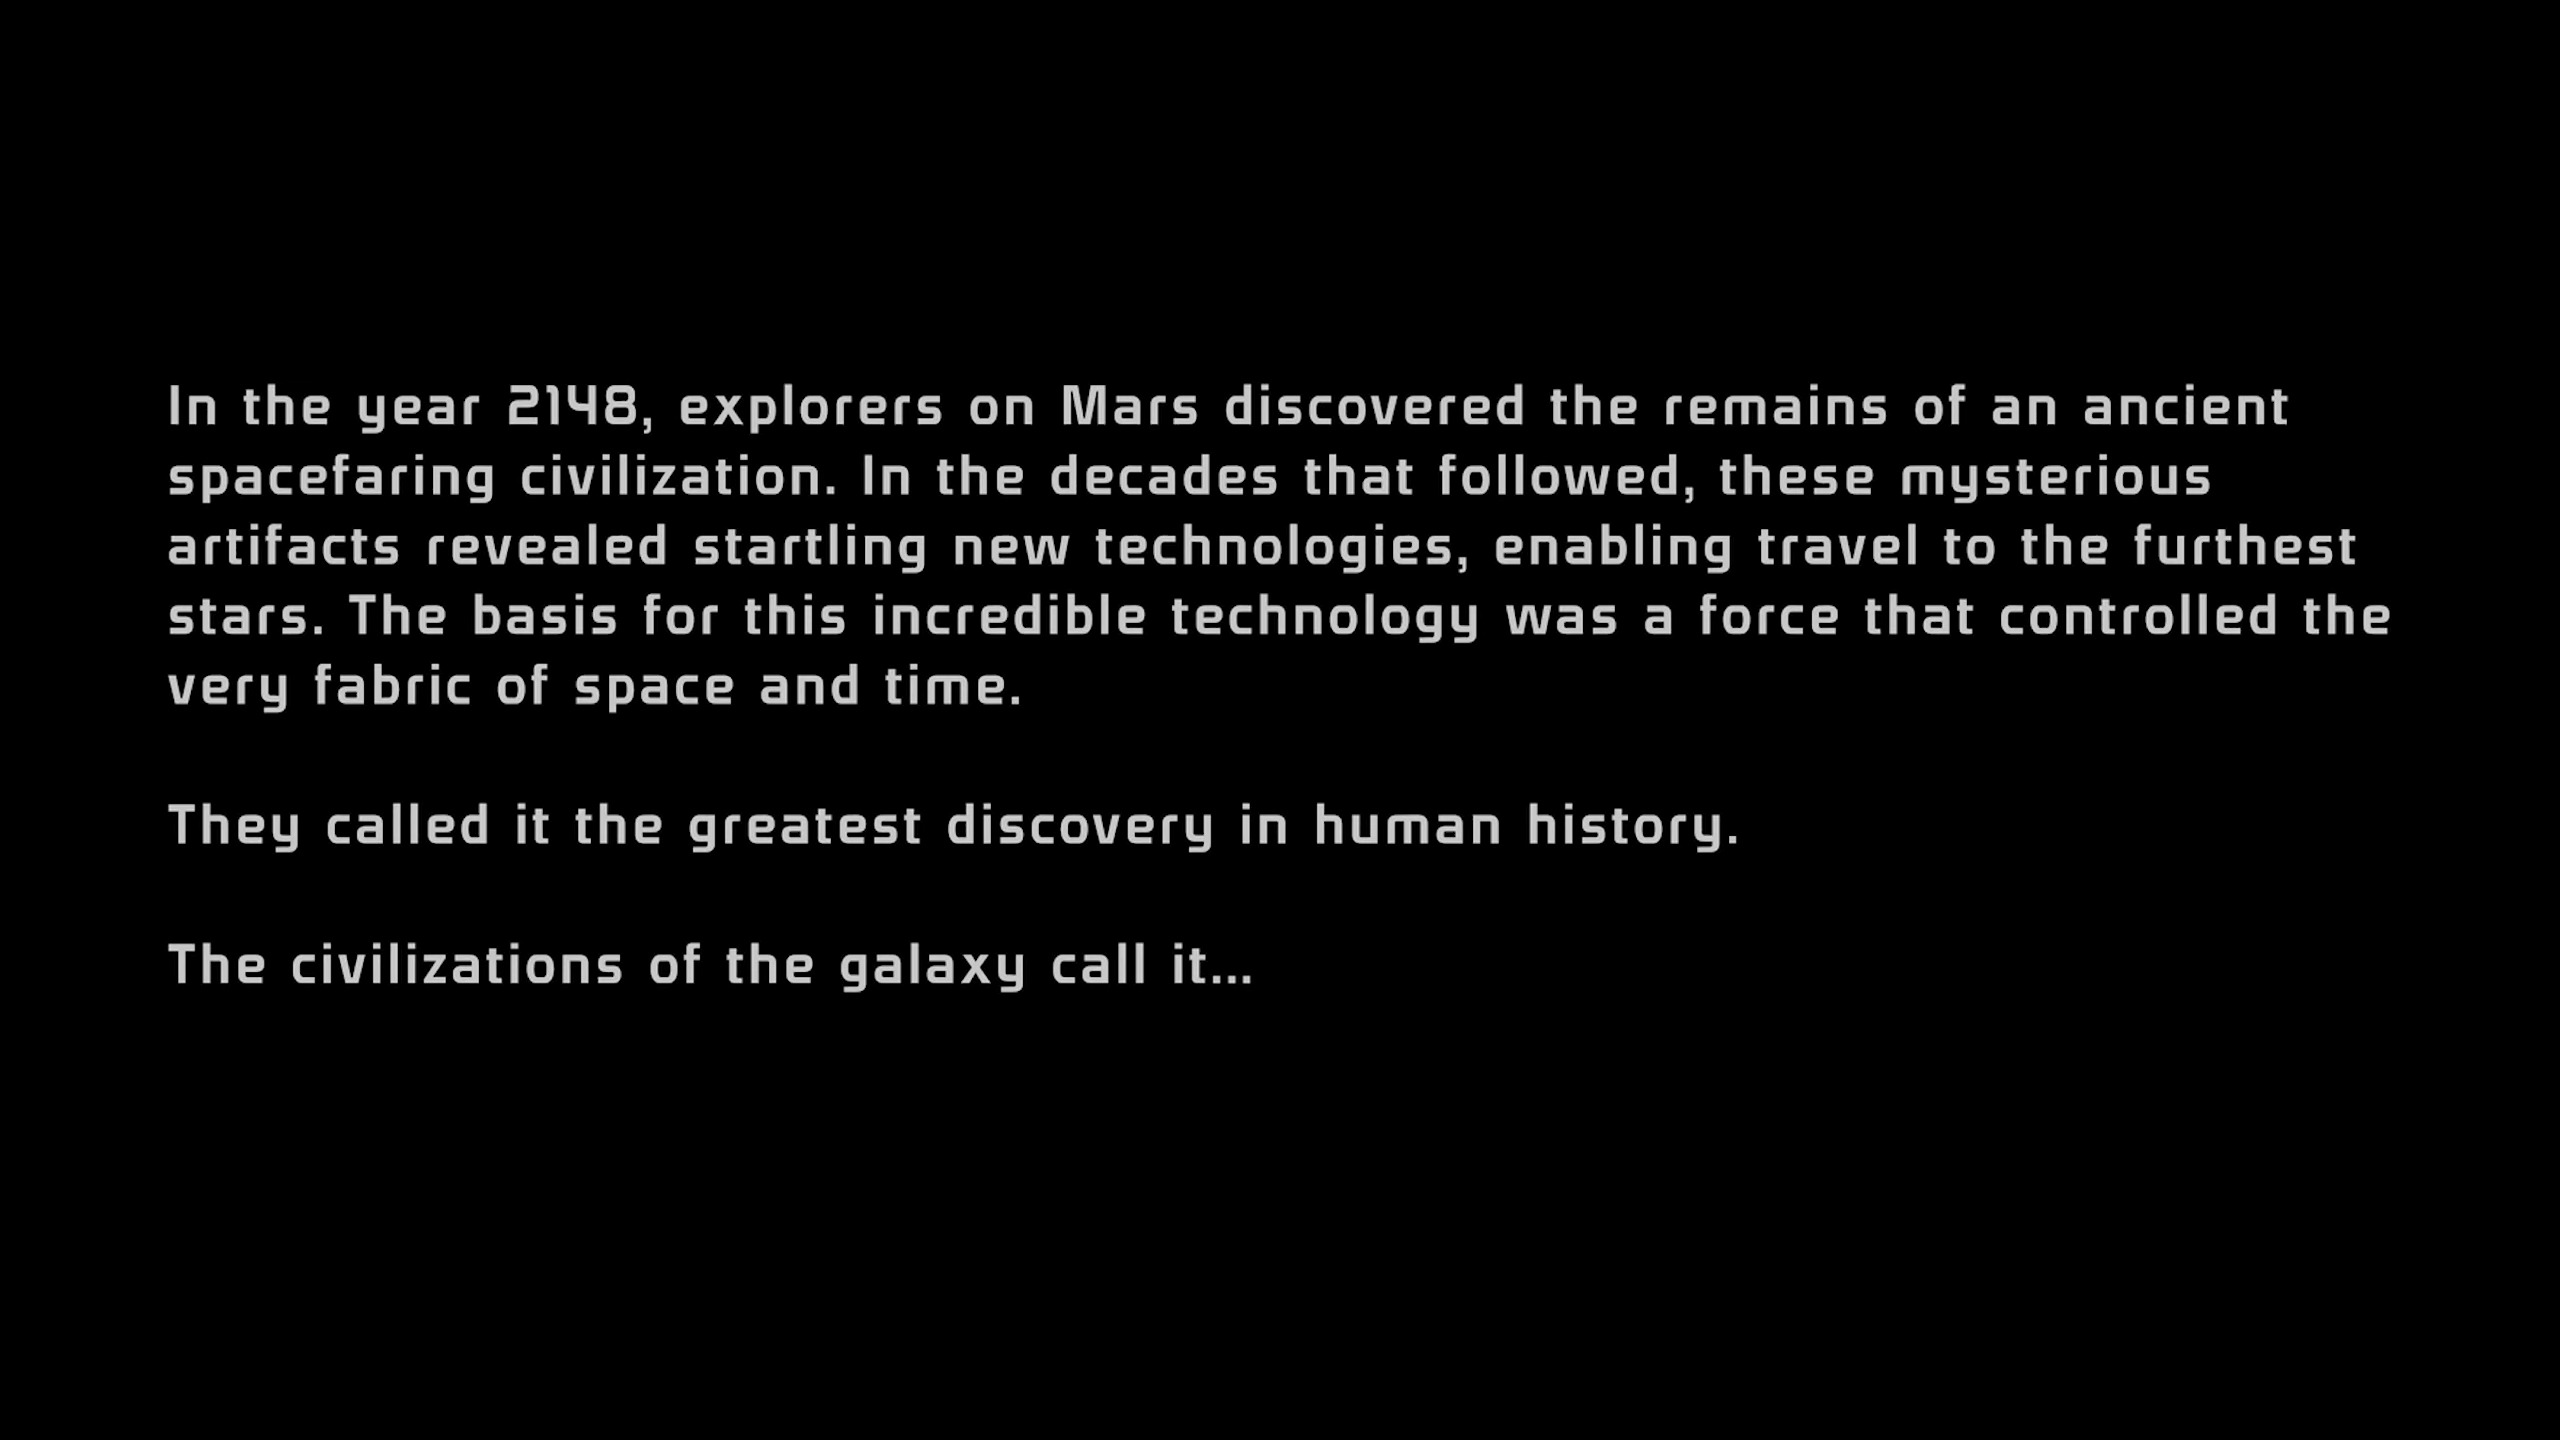 In the year 2148, explorers on Mars discovered the remains of an ancient
spacefaring civilization. In the decades that followed, these mysterious
artifacts revealed startling new technologies, enabling travel to the furthest
stars. The basis for this incredible technology was a force that controlled the
very fabric of space and time.
They called it the greatest discovery in human history.
The civilizations of the galaxy call it...